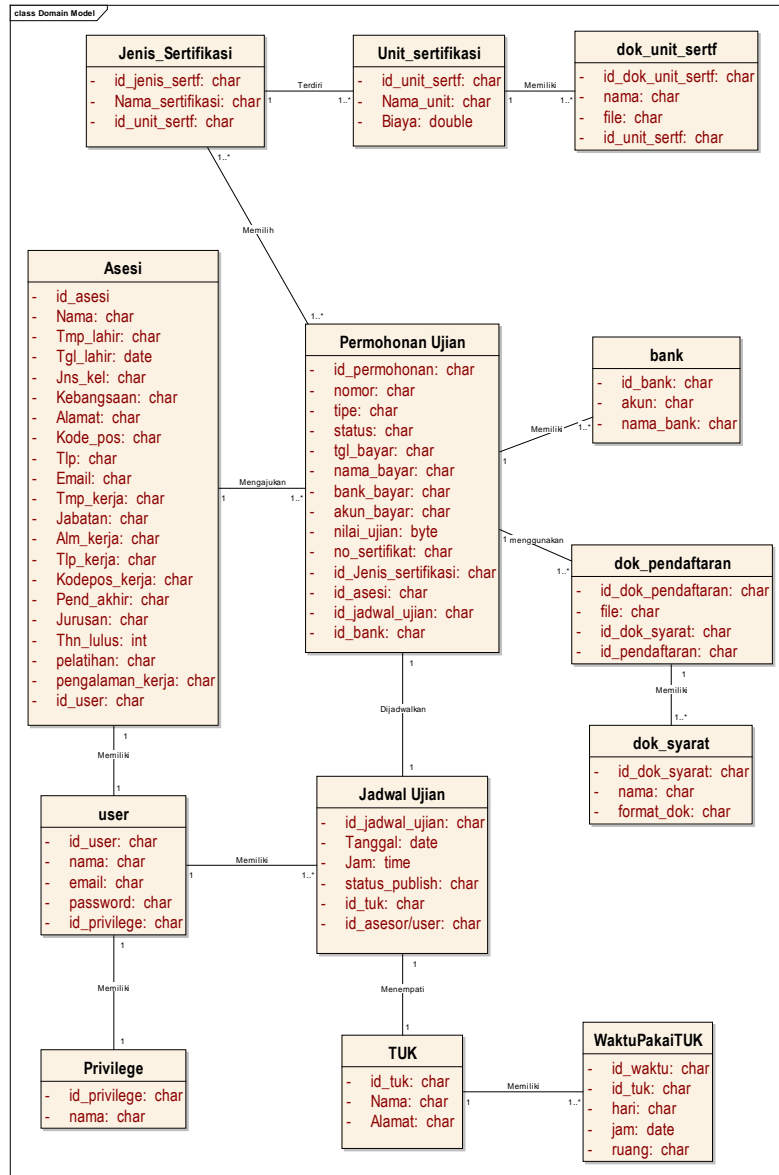 class Domain Model
Jenis_Sertifikasi
- id_jenis_sertf: char
- Nama_sertifikasi: char
- id_unit_sertf: char
Terdiri
1
1..*
Unit_sertifikasi
- id_unit_sertf: char
- Nama_unit: char
- Biaya: double
Memiliki
1
1..*
dok_unit_sertf
- id_dok_unit_sertf: char
- nama: char
- file: char
- id_unit_sertf: char
1..*
Memilih
1..*
Asesi
- id_asesi
- Nama: char
- Tmp_lahir: char
- Tgl_lahir: date
- Jns_kel: char
- Kebangsaan: char
- Alamat: char
- Kode_pos: char
- Tlp: char
- Email: char
- Tmp_kerja: char
- Jabatan: char
- Alm_kerja: char
- Tlp_kerja: char
- Kodepos_kerja: char
- Pend_akhir: char
- Jurusan: char
- Thn_lulus: int
- pelatihan: char
- pengalaman_kerja: char
- id_user: char
Mengajukan
1
1..*
Permohonan Ujian
- id_permohonan: char
- nomor: char
- tipe: char
- status: char
- tgl_bayar: char
- nama_bayar: char
- bank_bayar: char
- akun_bayar: char
- nilai_ujian: byte
- no_sertifikat: char
- id_Jenis_sertifikasi: char
- id_asesi: char
- id_jadwal_ujian: char
- id_bank: char
Memiliki
1
1..*
bank
- id_bank: char
- akun: char
- nama_bank: char
1
menggunakan
1..*
dok_pendaftaran
- id_dok_pendaftaran: char
- file: char
- id_dok_syarat: char
- id_pendaftaran: char
1
Memiliki
1..*
dok_syarat
- id_dok_syarat: char
- nama: char
- format_dok: char
1
Dijadwalkan
1
1
Memiliki
1
user
- id_user: char
- nama: char
- email: char
- password: char
- id_privilege: char
Memiliki
1
1..*
Jadwal Ujian
- id_jadwal_ujian: char
- Tanggal: date
- Jam: time
- status_publish: char
- id_tuk: char
- id_asesor/user: char
1
Memiliki
1
Privilege
- id_privilege: char
- nama: char
1
Menempati
1
TUK
- id_tuk: char
- Nama: char
- Alamat: char
Memiliki
1
1..*
WaktuPakaiTUK
- id_waktu: char
- id_tuk: char
- hari: char
- jam: date
- ruang: char